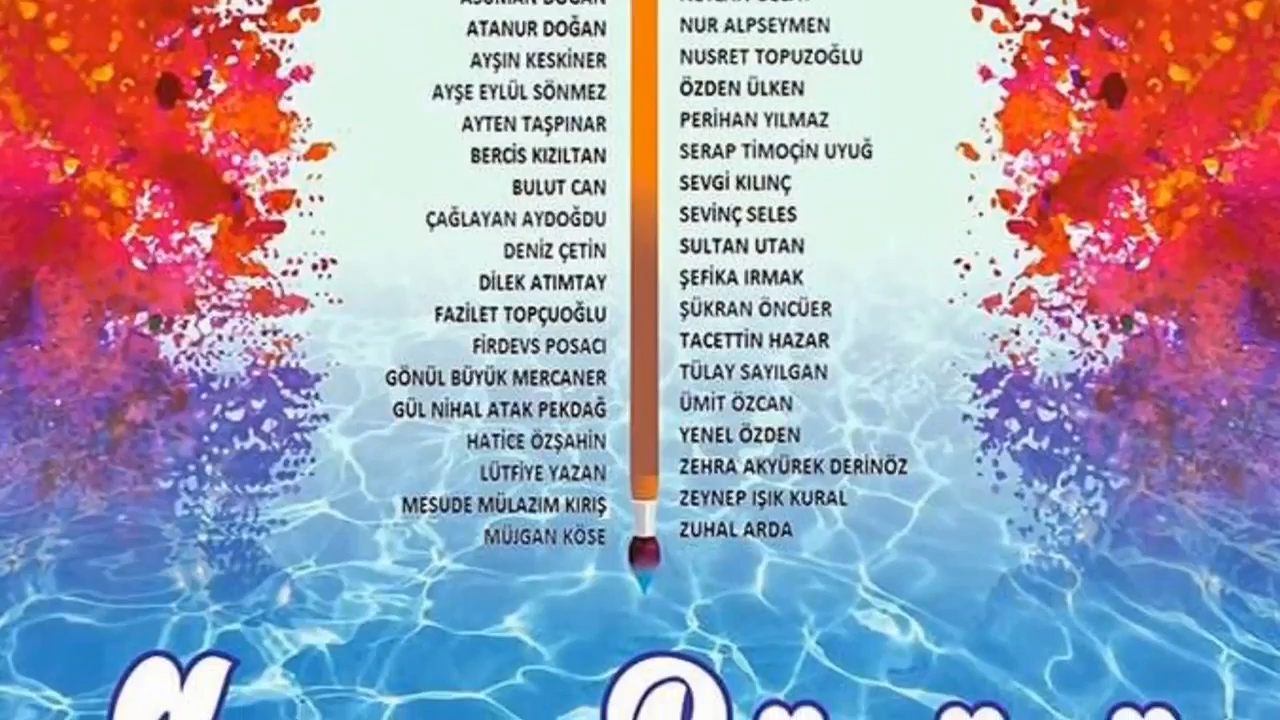 ATANUR DOĞAN
AYŞIN KESKİNER
AYŞE EYLÜL SÖNMEZ
AYTEN TAŞPINAR
BERCİS KIZILTAN
BULUT CAN
ÇAĞLAYAN AYDOĞDU
DENİZ ÇETİN
DİLEK ATIMTAY
FAZİLET TOPÇUOĞLU
FİRDEVS POSACI
GÖNÜL BÜYÜK MERCANER
GÜL NİHAL ATAK PEKDAĞ
HATİCE ÖZŞAHİN
LÜTFİYE YAZAN
MESUDE MÜLAZIM KIRIŞ
MÜJGAN KÖSE
NUR ALPSEYMEN
NUSRET TOPUZOĞLU
ÖZDEN ÜLKEN
PERİHAN YILMAZ
SERAP TİMOÇİN UYUĞ
SEVGİ KILINÇ
SEVİNÇ SELES
SULTAN UTAN
ŞEFİKA IRMAK
ŞÜKRAN ÖNCÜER
TACETTİN HAZAR
TÜLAY SAYILGAN
ÜMİT ÖZCAN
YENEL ÖZDEN
ZEHRA AKYÜREK DERİNÖZ
ZEYNEP IŞIK KURAL
ZUHAL ARDA